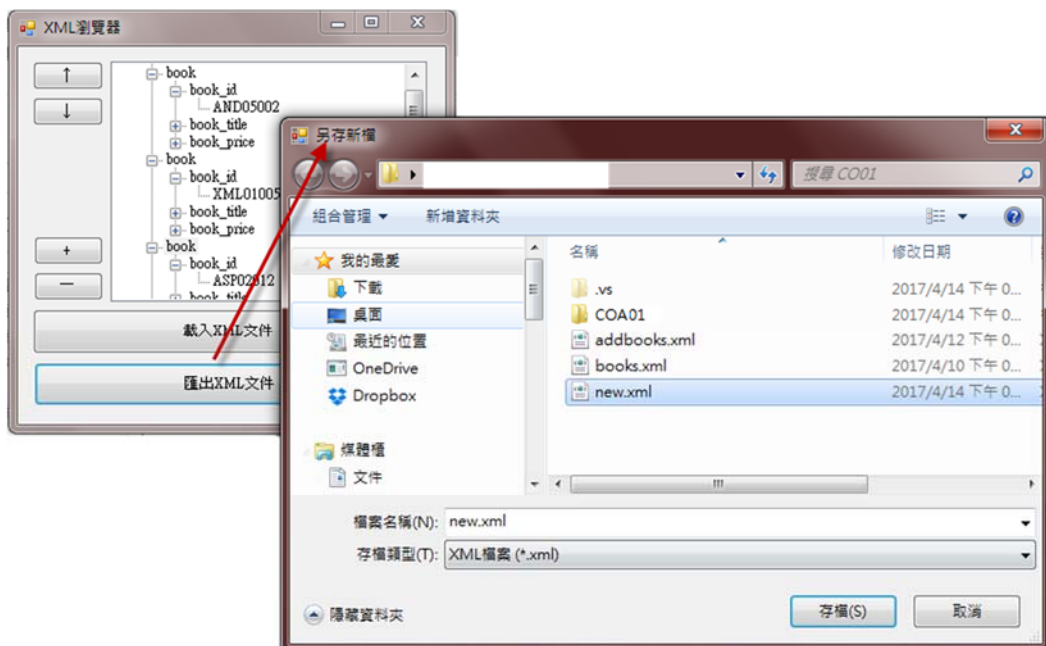 XML瀏覽器
↑
↓
book
book_id
AND05002
book_title
book_price
book
book_id
XML01005
book_title
book_price
book
book_id
ASP02012
book_title
+
—
載入XML文件
匯出XML文件
另存新檔
搜尋 CO01
組合管理
新增資料夾
我的最愛
下載
桌面
最近的位置
OneDrive
Dropbox
媒體櫃
文件
名稱 修改日期
.vs 2017/4/14 下午 0...
COA01 2017/4/14 下午 0...
addbooks.xml 2017/4/12 下午 0...
books.xml 2017/4/10 下午 0...
new.xml 2017/4/14 下午 0...
檔案名稱(N): new.xml
存檔類型(T): XML檔案 (*.xml)
隱藏資料夾
存檔(S)
取消